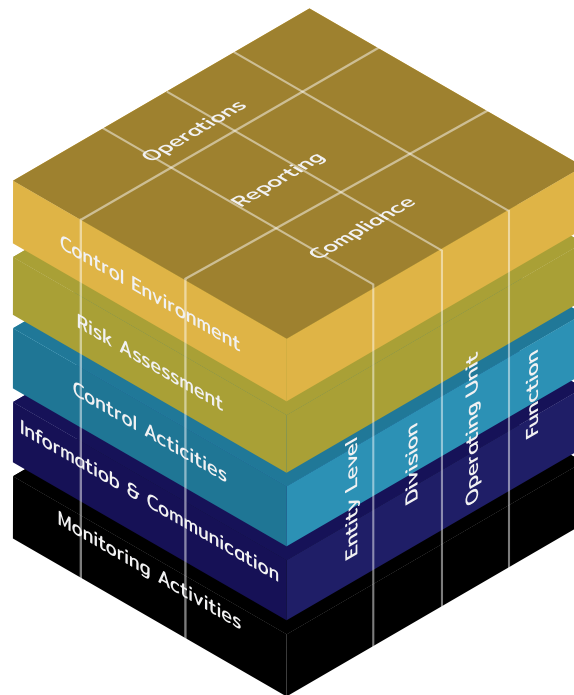 Operations
Reporting
Compliance
Control Environment
Risk Assessment
Control Acticities
Informatiob & Communication
Monitoring Activities
Entity Level
Division
Operating Unit
Function